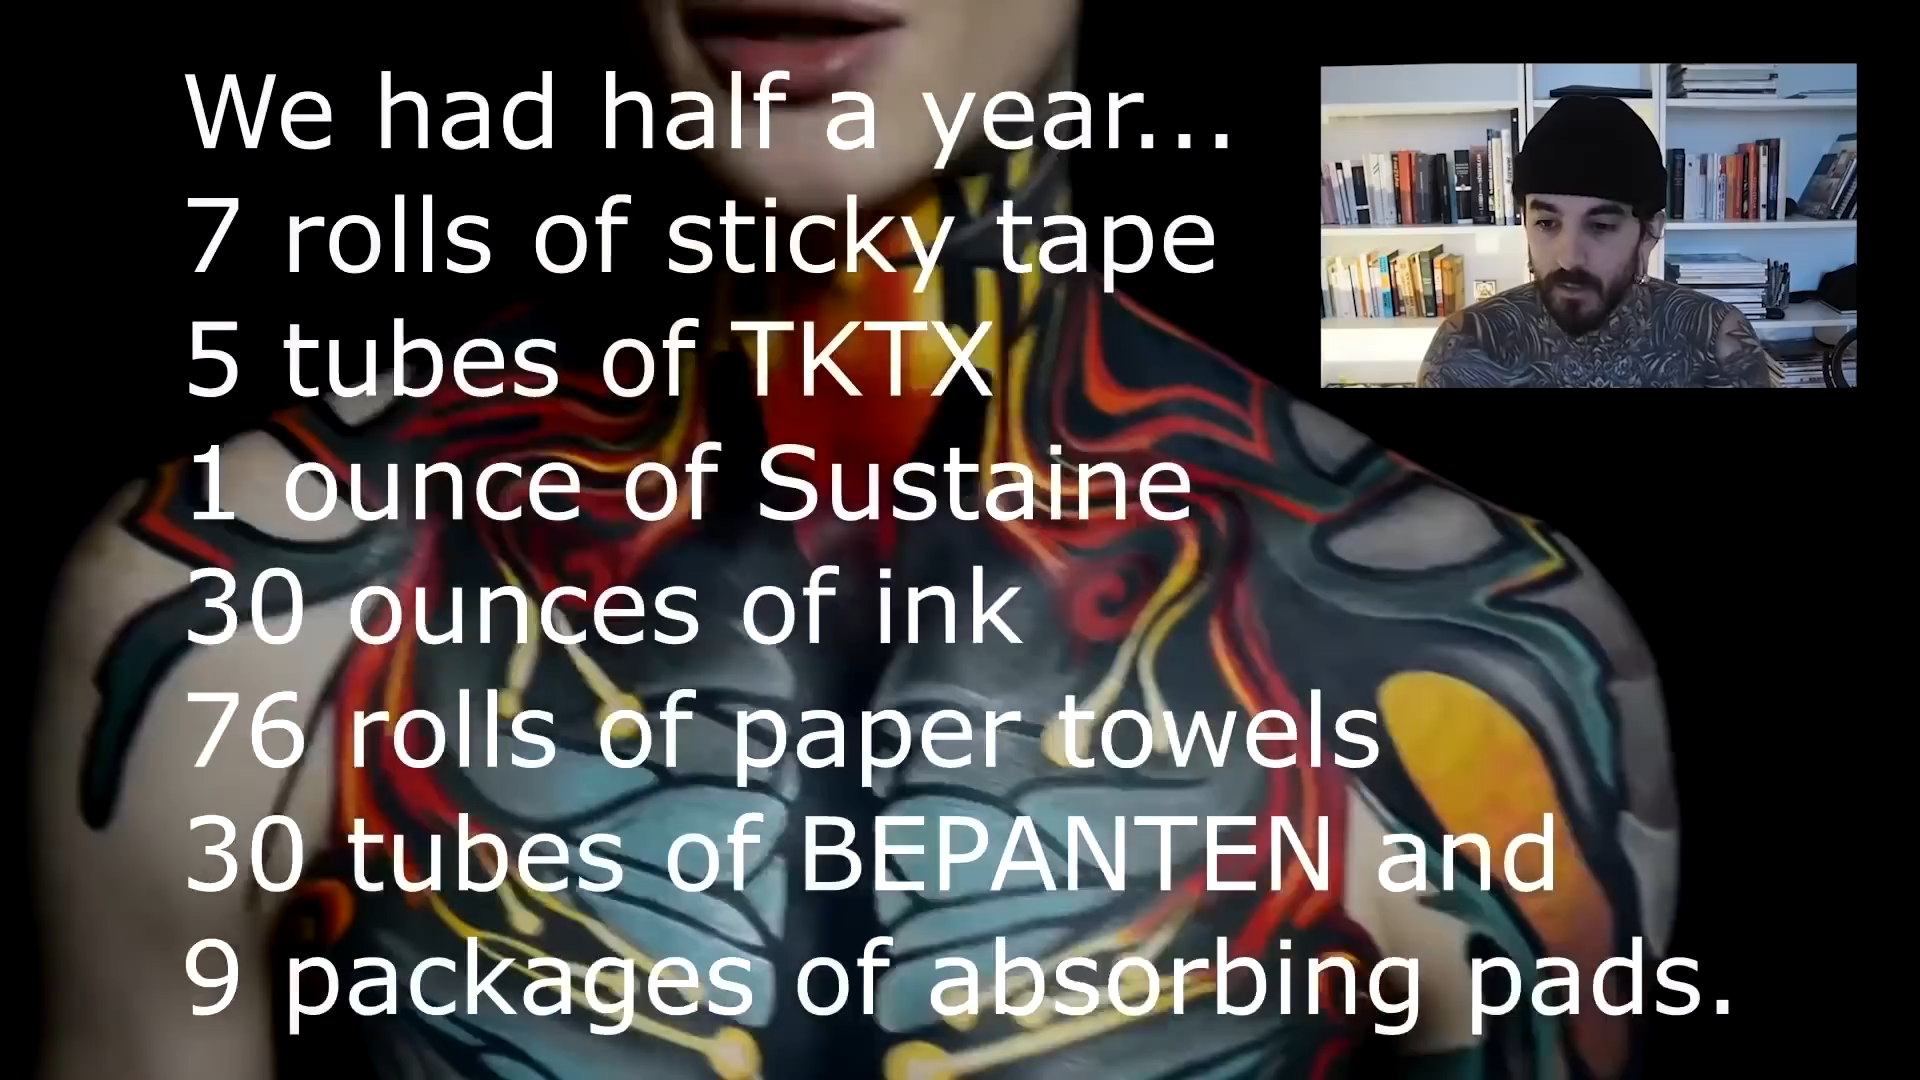 We had half a year...
7 rolls of sticky tape
5 tubes of TKTX
1 ounce of Sustaine
30 ounces of ink
76 rolls of paper towels
30 tubes of BEPANTEN and
9 packages of absorbing pads.